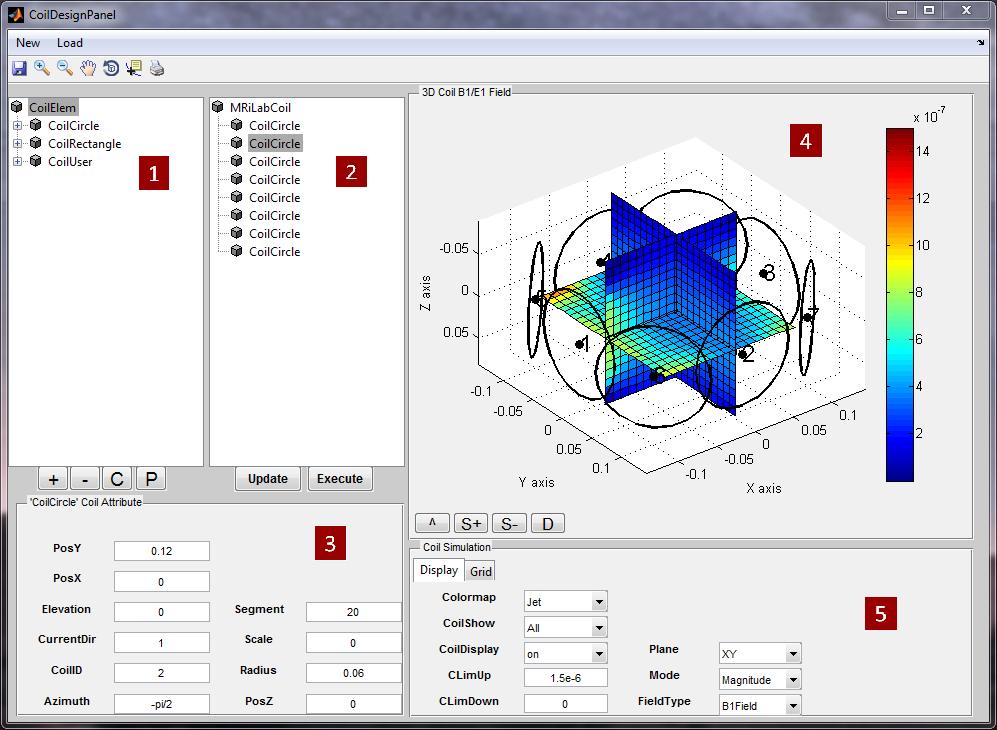 CoilDesignPanel
New Load
CoilElem
CoilCircle
CoilRectangle
CoilUser
1
MRiLabCoil
CoilCircle
CoilCircle
CoilCircle
CoilCircle
CoilCircle
CoilCircle
CoilCircle
CoilCircle
2
+ - C P
Update Execute
'CoilCircle' Coil Attribute
3
PosY 0.12
PosX 0
Elevation 0
CurrentDir 1
CoilID 2
Azimuth -pi/2
Segment 20
Scale 0
Radius 0.06
PosZ 0
3D Coil B1/E1 Field
4
x 10^-7
14
12
10
8
6
4
2
Z axis
-0.05
0
0.05
Y axis
-0.1
-0.05
0
0.05
0.1
X axis
-0.1
-0.05
0
0.05
0.1
3
1
2
^ S+ S- D
Coil Simulation
Display Grid
5
Colormap Jet
CoilShow All
CoilDisplay on
CLimUp 1.5e-6
CLimDown 0
Plane XY
Mode Magnitude
FieldType B1Field